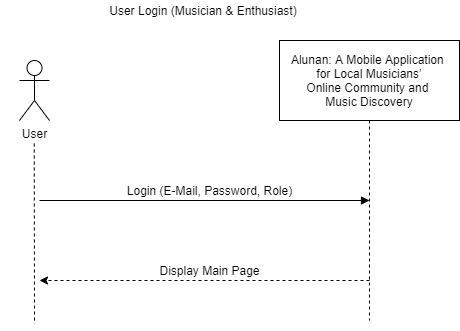 User Login (Musician & Enthusiast)
Alunan: A Mobile Application
for Local Musicians'
Online Community and
Music Discovery
User
Login (E-Mail, Password, Role)
Display Main Page